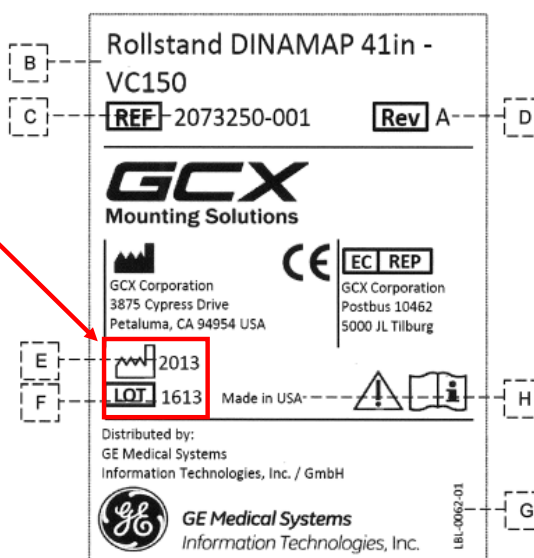 Rollstand DINAMAP 41in -
B
VC150
C REF 2073250-001 Rev A D
GCX
Mounting Solutions
EC REP
GCX Corporation
3875 Cypress Drive
Petaluma, CA 94954 USA
GCX Corporation
Postbus 10462
5000 JL Tilburg
CE
E 2013
F LOT 1613 Made in USA H
Distributed by:
GE Medical Systems
Information Technologies, Inc. / GmbH
LBL-0062-01 G
GE GE Medical Systems
Information Technologies, Inc.